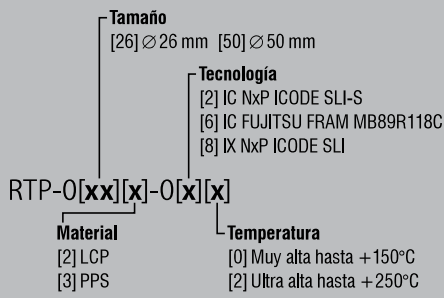 Tamaño
[26] ∅ 26 mm [50] ∅ 50 mm
Tecnología
[2] IC NxP ICODE SLI-S
[6] IC FUJITSU FRAM MB89R118C
[8] IX NxP ICODE SLI
RTP-0[xx][x]-0[x][x]
Material
[2] LCP
[3] PPS
Temperatura
[0] Muy alta hasta +150°C
[2] Ultra alta hasta +250°C